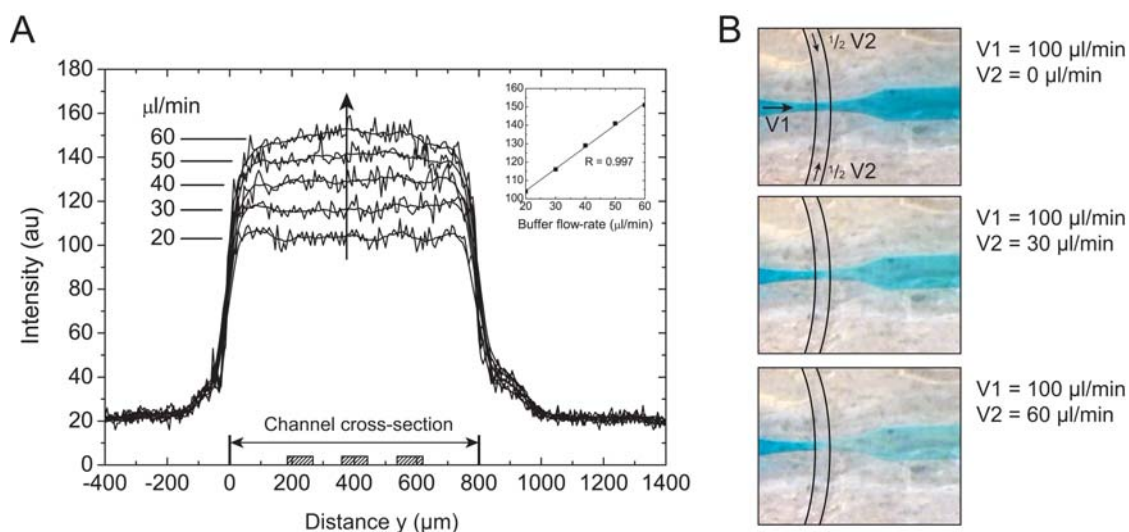 A
Intensity (au)
180
160
140
120
100
80
60
40
20
0
µl/min
60
50
40
30
20
150
140
130
120
110
100
R = 0.997
20 30 40 50 60
Buffer flow-rate (µl/min)
Channel cross-section
-400 -200 0 200 400 600 800 1000 1200 1400
Distance y (µm)
B
½ V2
V1
½ V2
V1 = 100 µl/min
V2 = 0 µl/min
V1 = 100 µl/min
V2 = 30 µl/min
V1 = 100 µl/min
V2 = 60 µl/min